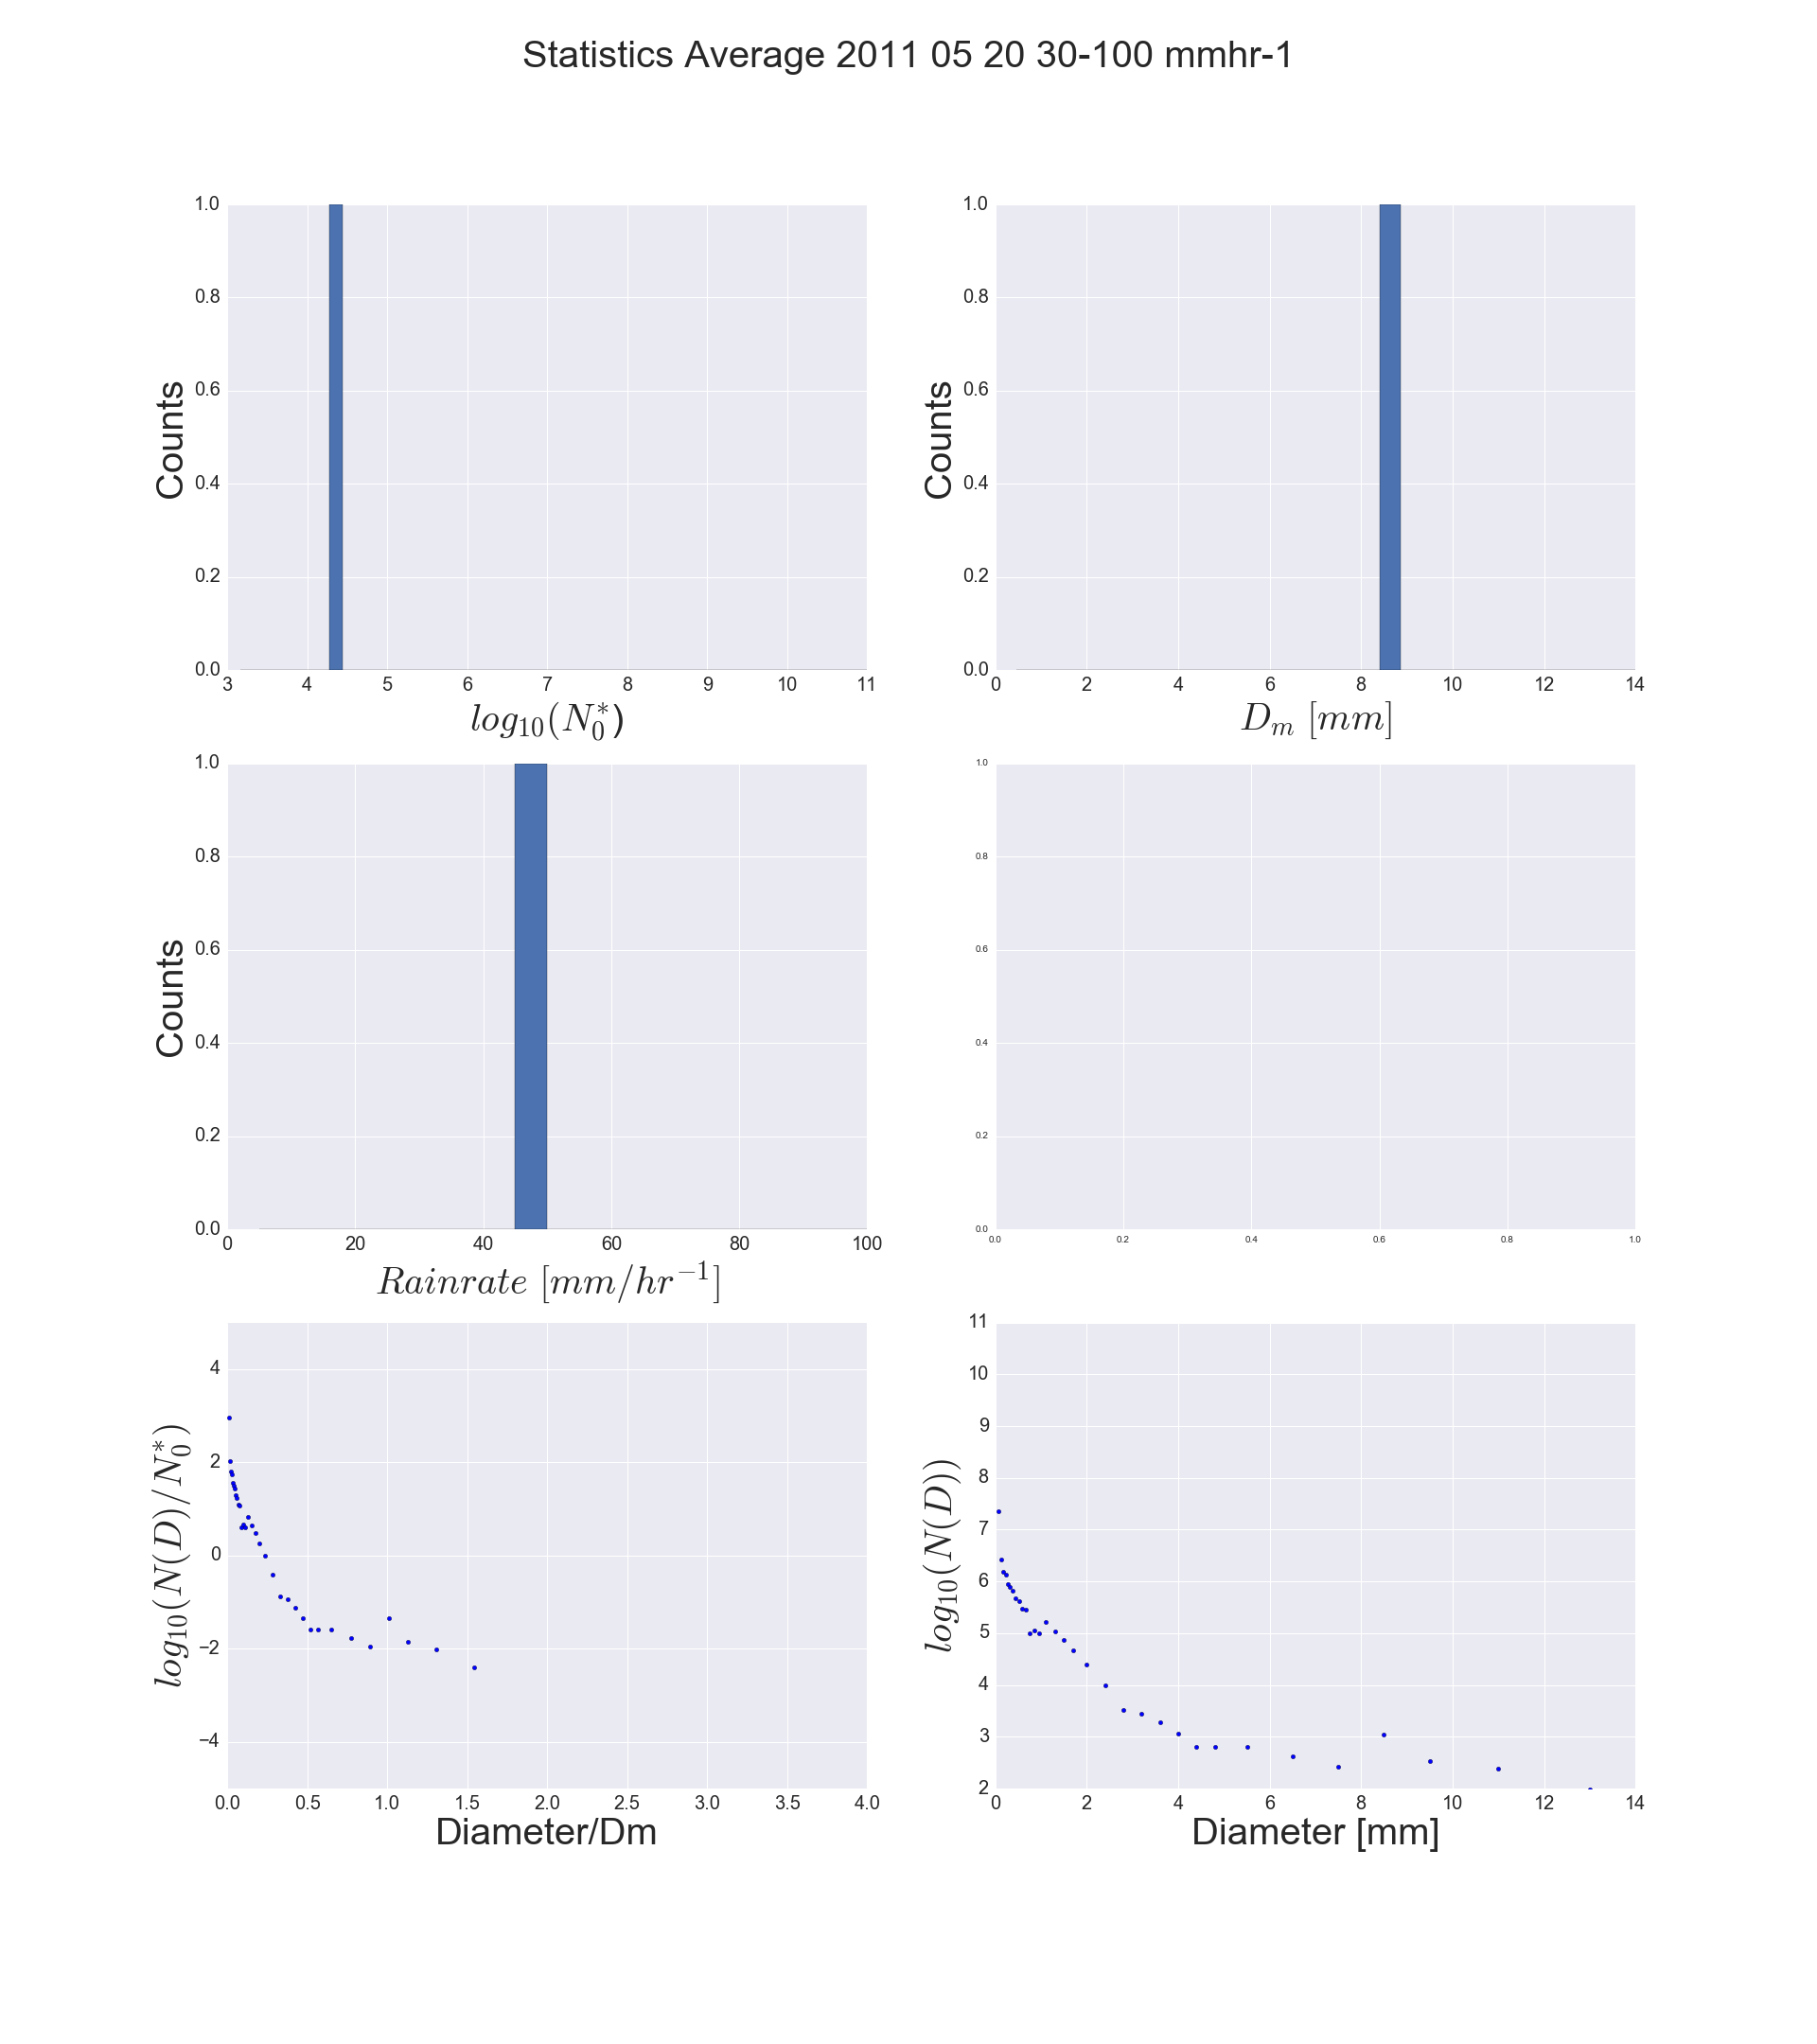 Statistics Average 2011 05 20 30-100 mmhr-1
1.0
0.8
0.6
0.4
0.2
0.0
Counts
3 4 5 6 7 8 9 10 11
log₁₀(N₀*)
1.0
0.8
0.6
0.4
0.2
0.0
Counts
0 2 4 6 8 10 12 14
Dₘ [mm]
1.0
0.8
0.6
0.4
0.2
0.0
Counts
0 20 40 60 80 100
Rainrate [mm/hr⁻¹]
1.0
0.8
0.6
0.4
0.2
0.0
0.0 0.2 0.4 0.6 0.8 1.0
4
2
0
−2
−4
log₁₀(N(D)/N₀*)
0.0 0.5 1.0 1.5 2.0 2.5 3.0 3.5 4.0
Diameter/Dm
11
10
9
8
7
6
5
4
3
2
log₁₀(N(D))
0 2 4 6 8 10 12 14
Diameter [mm]